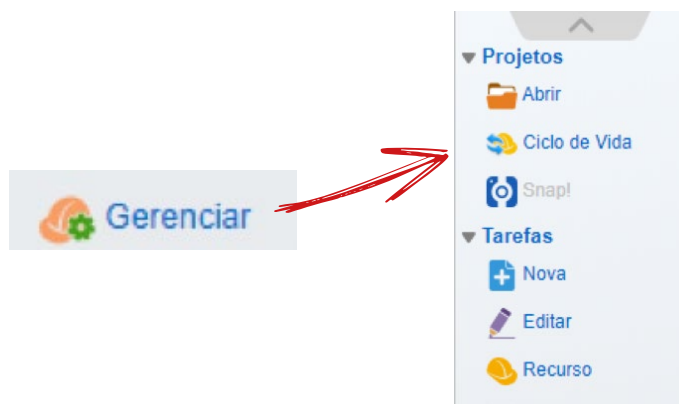 Gerenciar
Projetos
Abrir
Ciclo de Vida
Snap!
Tarefas
Nova
Editar
Recurso